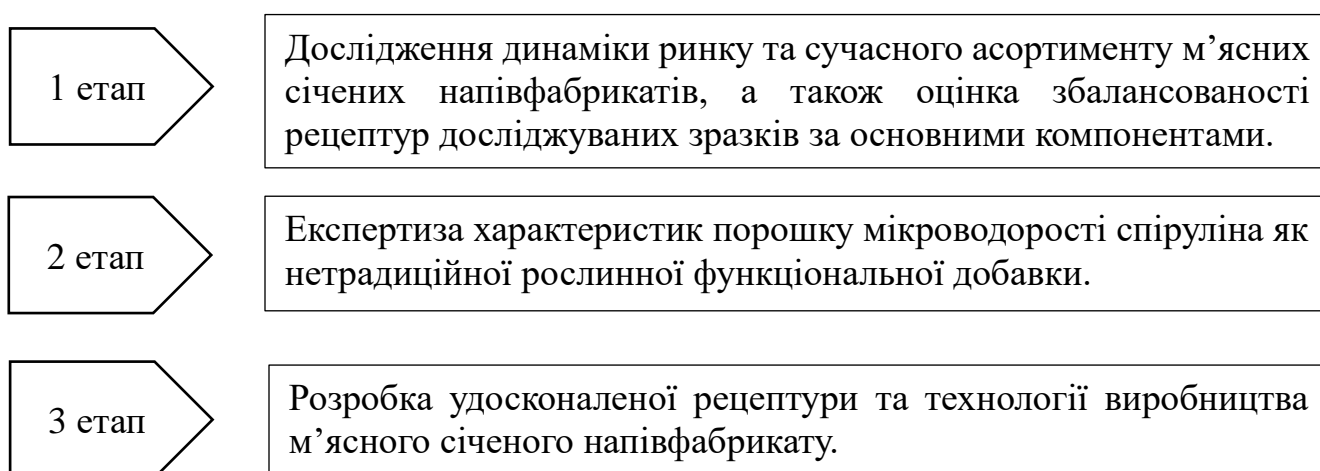 1 етап
Дослідження динаміки ринку та сучасного асортименту м’ясних
січених напівфабрикатів, а також оцінка збалансованості
рецептур досліджуваних зразків за основними компонентами.
2 етап
Експертиза характеристик порошку мікроводорості спіруліна як
нетрадиційної рослинної функціональної добавки.
3 етап
Розробка удосконаленої рецептури та технології виробництва
м’ясного січеного напівфабрикату.